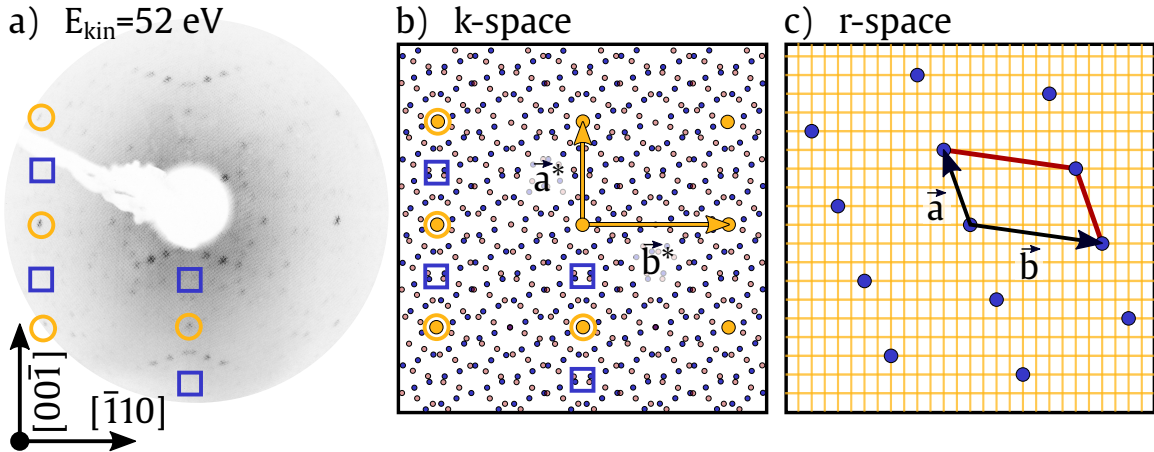 a) E_kin=52 eV
b) k-space
c) r-space
[001̄]
[1̄10]
a⃗*
b⃗*
a⃗
b⃗